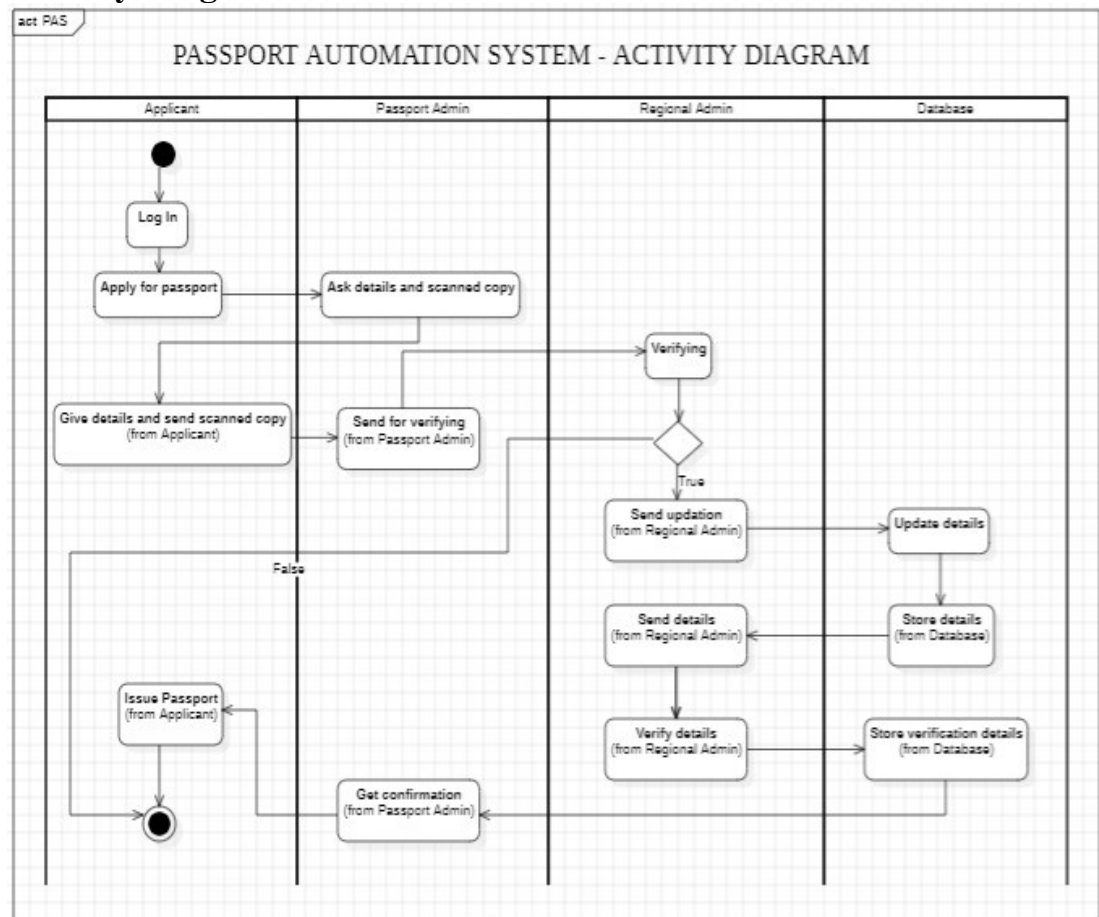 act PAS
PASSPORT AUTOMATION SYSTEM - ACTIVITY DIAGRAM
Applicant
Passport Admin
Regional Admin
Database
Log In
Apply for passport
Ask details and scanned copy
Verifying
Give details and send scanned copy
(from Applicant)
Send for verifying
(from Passport Admin)
True
Send updation
(from Regional Admin)
Update details
False
Send details
(from Regional Admin)
Store details
(from Database)
Issue Passport
(from Applicant)
Verify details
(from Regional Admin)
Store verification details
(from Database)
Get confirmation
(from Passport Admin)